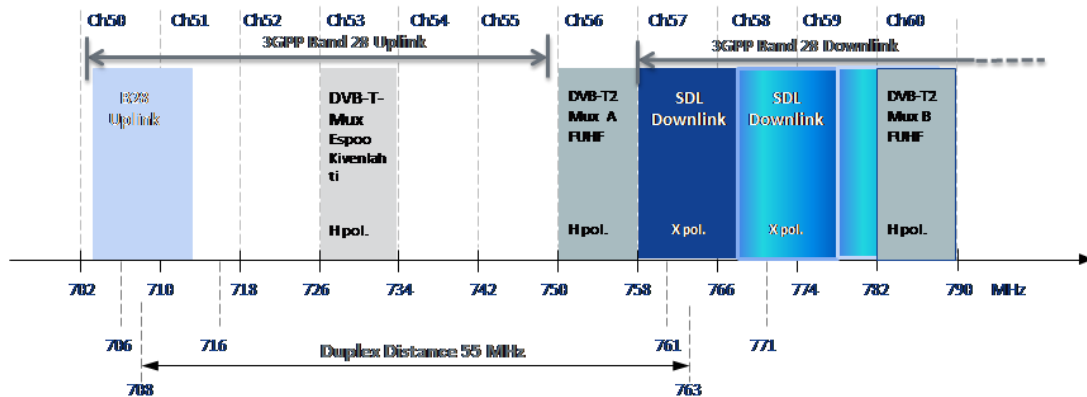 Ch50 Ch51 Ch52 Ch53 Ch54 Ch55 Ch56 Ch57 Ch58 Ch59 Ch60
3GPP Band 28 Uplink 3GPP Band 28 Downlink
B28
Uplink
DVB-T-
Mux
Espoo
Kivenlah
ti
H pol.
DVB-T2
Mux A
FUHF
H pol.
SDL
Downlink
X pol.
SDL
Downlink
X pol.
DVB-T2
Mux B
FUHF
H pol.
702 710 718 726 734 742 750 758 766 774 782 790 MHz
706 716 Duplex Distance 55 MHz 761 771
708 763